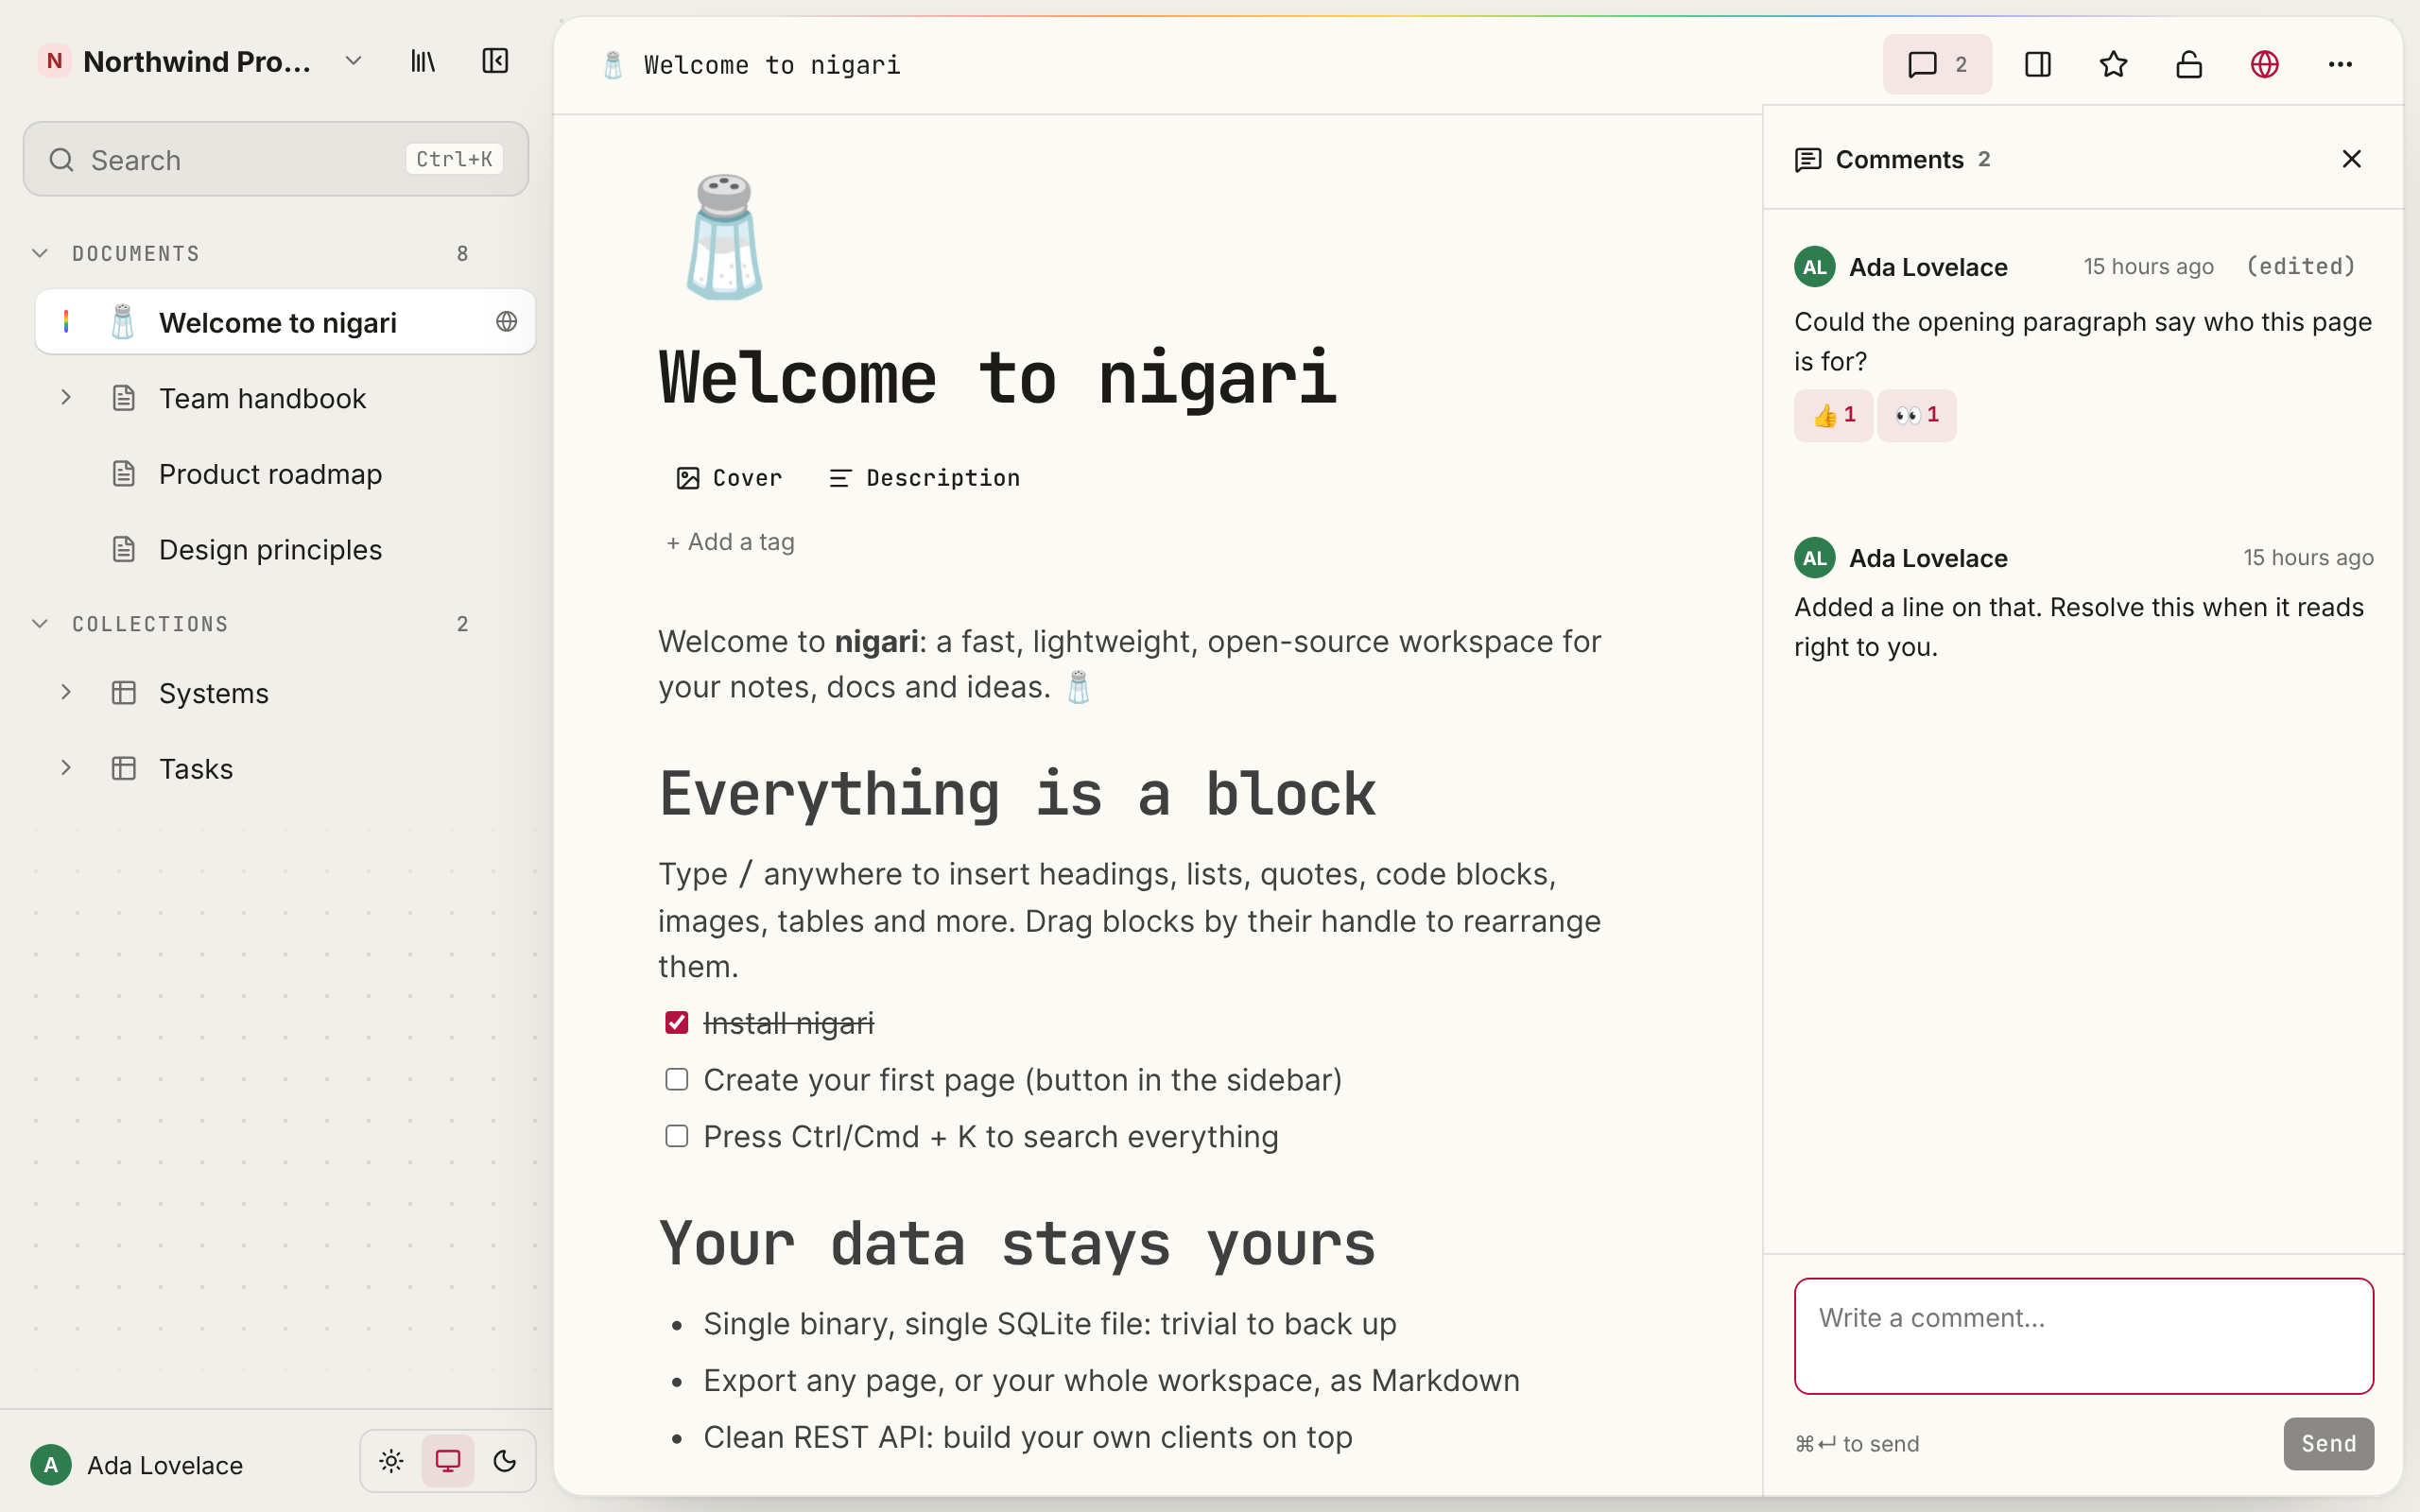 N Northwind Pro...
Search Ctrl+K
DOCUMENTS 8
Welcome to nigari
Team handbook
Product roadmap
Design principles
COLLECTIONS 2
Systems
Tasks
A Ada Lovelace
Welcome to nigari
2
Welcome to nigari
Cover Description
+ Add a tag
Welcome to nigari: a fast, lightweight, open-source workspace for
your notes, docs and ideas.
Everything is a block
Type / anywhere to insert headings, lists, quotes, code blocks,
images, tables and more. Drag blocks by their handle to rearrange
them.
Install nigari
Create your first page (button in the sidebar)
Press Ctrl/Cmd + K to search everything
Your data stays yours
• Single binary, single SQLite file: trivial to back up
• Export any page, or your whole workspace, as Markdown
• Clean REST API: build your own clients on top
Comments 2
AL Ada Lovelace 15 hours ago (edited)
Could the opening paragraph say who this page
is for?
👍 1 👀 1
AL Ada Lovelace 15 hours ago
Added a line on that. Resolve this when it reads
right to you.
Write a comment...
⌘↵ to send Send